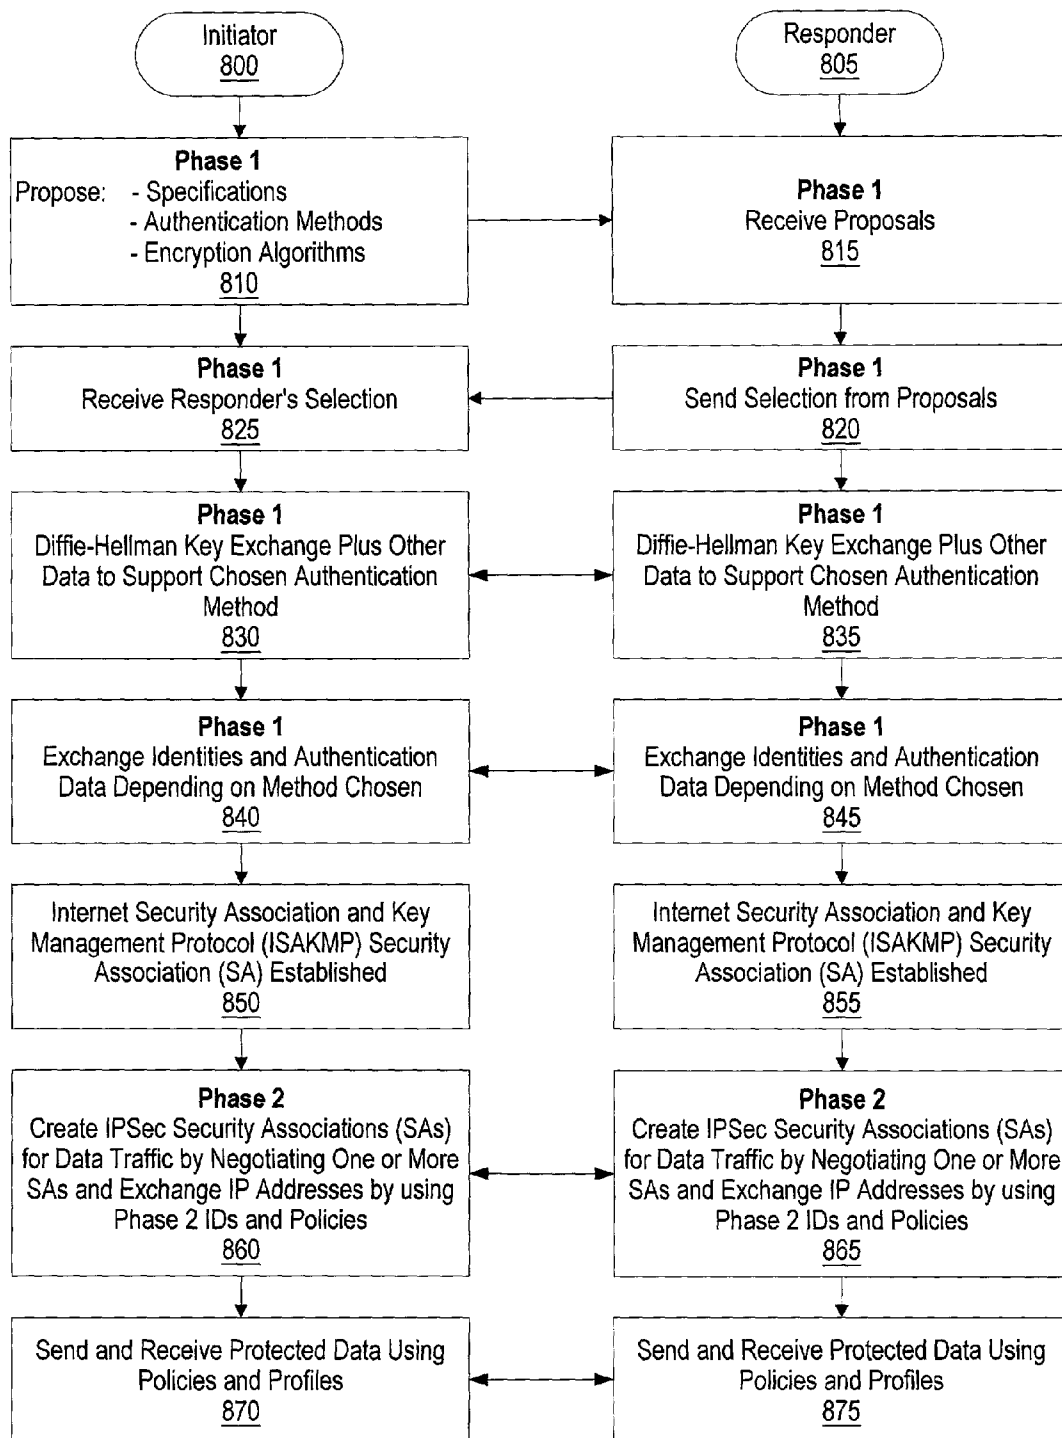 Initiator
800
Responder
805
Phase 1
Propose: - Specifications
- Authentication Methods
- Encryption Algorithms
810
Phase 1
Receive Proposals
815
Phase 1
Receive Responder's Selection
825
Phase 1
Send Selection from Proposals
820
Phase 1
Diffie-Hellman Key Exchange Plus Other
Data to Support Chosen Authentication
Method
830
Phase 1
Diffie-Hellman Key Exchange Plus Other
Data to Support Chosen Authentication
Method
835
Phase 1
Exchange Identities and Authentication
Data Depending on Method Chosen
840
Phase 1
Exchange Identities and Authentication
Data Depending on Method Chosen
845
Internet Security Association and Key
Management Protocol (ISAKMP) Security
Association (SA) Established
850
Internet Security Association and Key
Management Protocol (ISAKMP) Security
Association (SA) Established
855
Phase 2
Create IPSec Security Associations (SAs)
for Data Traffic by Negotiating One or More
SAs and Exchange IP Addresses by using
Phase 2 IDs and Policies
860
Phase 2
Create IPSec Security Associations (SAs)
for Data Traffic by Negotiating One or More
SAs and Exchange IP Addresses by using
Phase 2 IDs and Policies
865
Send and Receive Protected Data Using
Policies and Profiles
870
Send and Receive Protected Data Using
Policies and Profiles
875